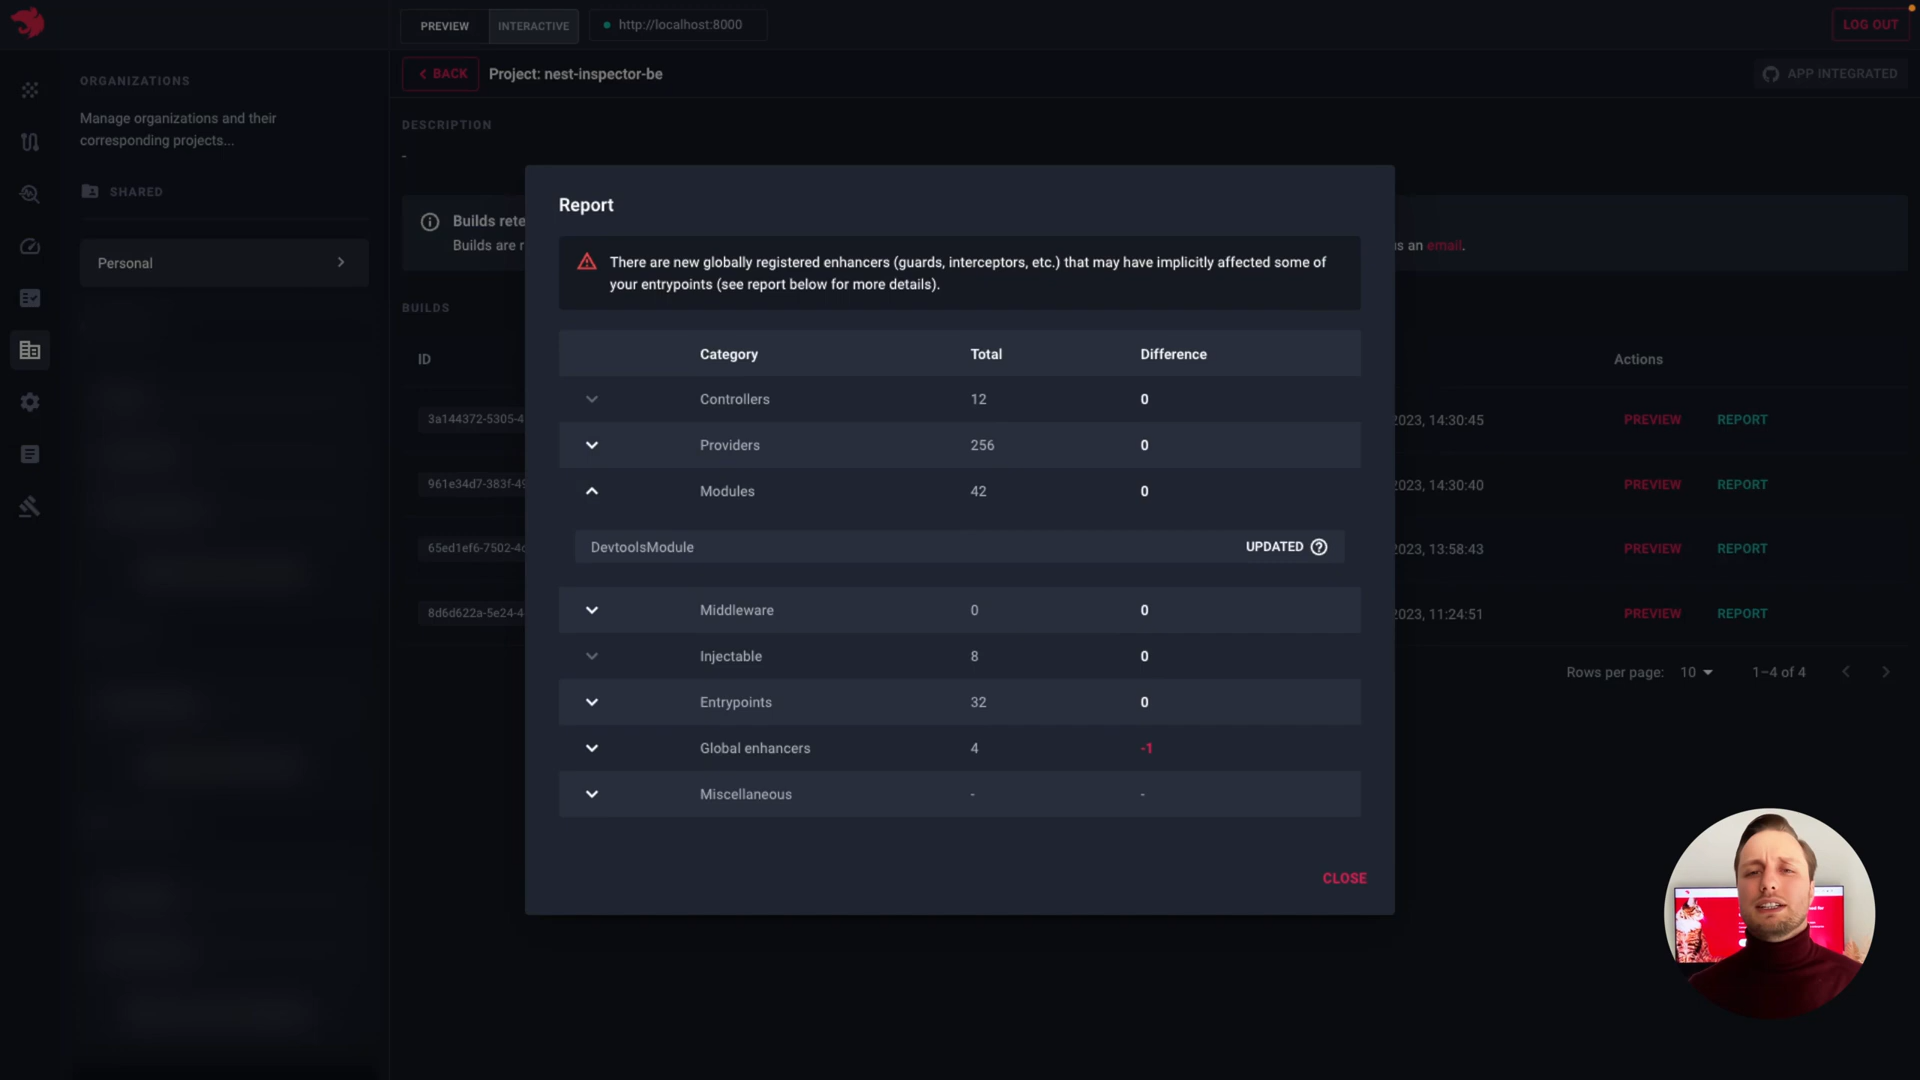 PREVIEW
INTERACTIVE
http://localhost:8000
LOG OUT
BACK
Project: nest-inspector-be
APP INTEGRATED
ORGANIZATIONS
Manage organizations and their
corresponding projects...
SHARED
Personal
DESCRIPTION
-
Builds rete
Builds are r
s an email.
BUILDS
ID
Actions
3a144372-5305-4
2023, 14:30:45
PREVIEW
REPORT
961e34d7-383f-49
2023, 14:30:40
PREVIEW
REPORT
65ed1ef6-7502-4c
2023, 13:58:43
PREVIEW
REPORT
8d6d622a-5e24-4
2023, 11:24:51
PREVIEW
REPORT
Rows per page: 10
1–4 of 4
Report
There are new globally registered enhancers (guards, interceptors, etc.) that may have implicitly affected some of
your entrypoints (see report below for more details).
Category Total Difference
Controllers 12 0
Providers 256 0
Modules 42 0
DevtoolsModule UPDATED
Middleware 0 0
Injectable 8 0
Entrypoints 32 0
Global enhancers 4 -1
Miscellaneous - -
CLOSE